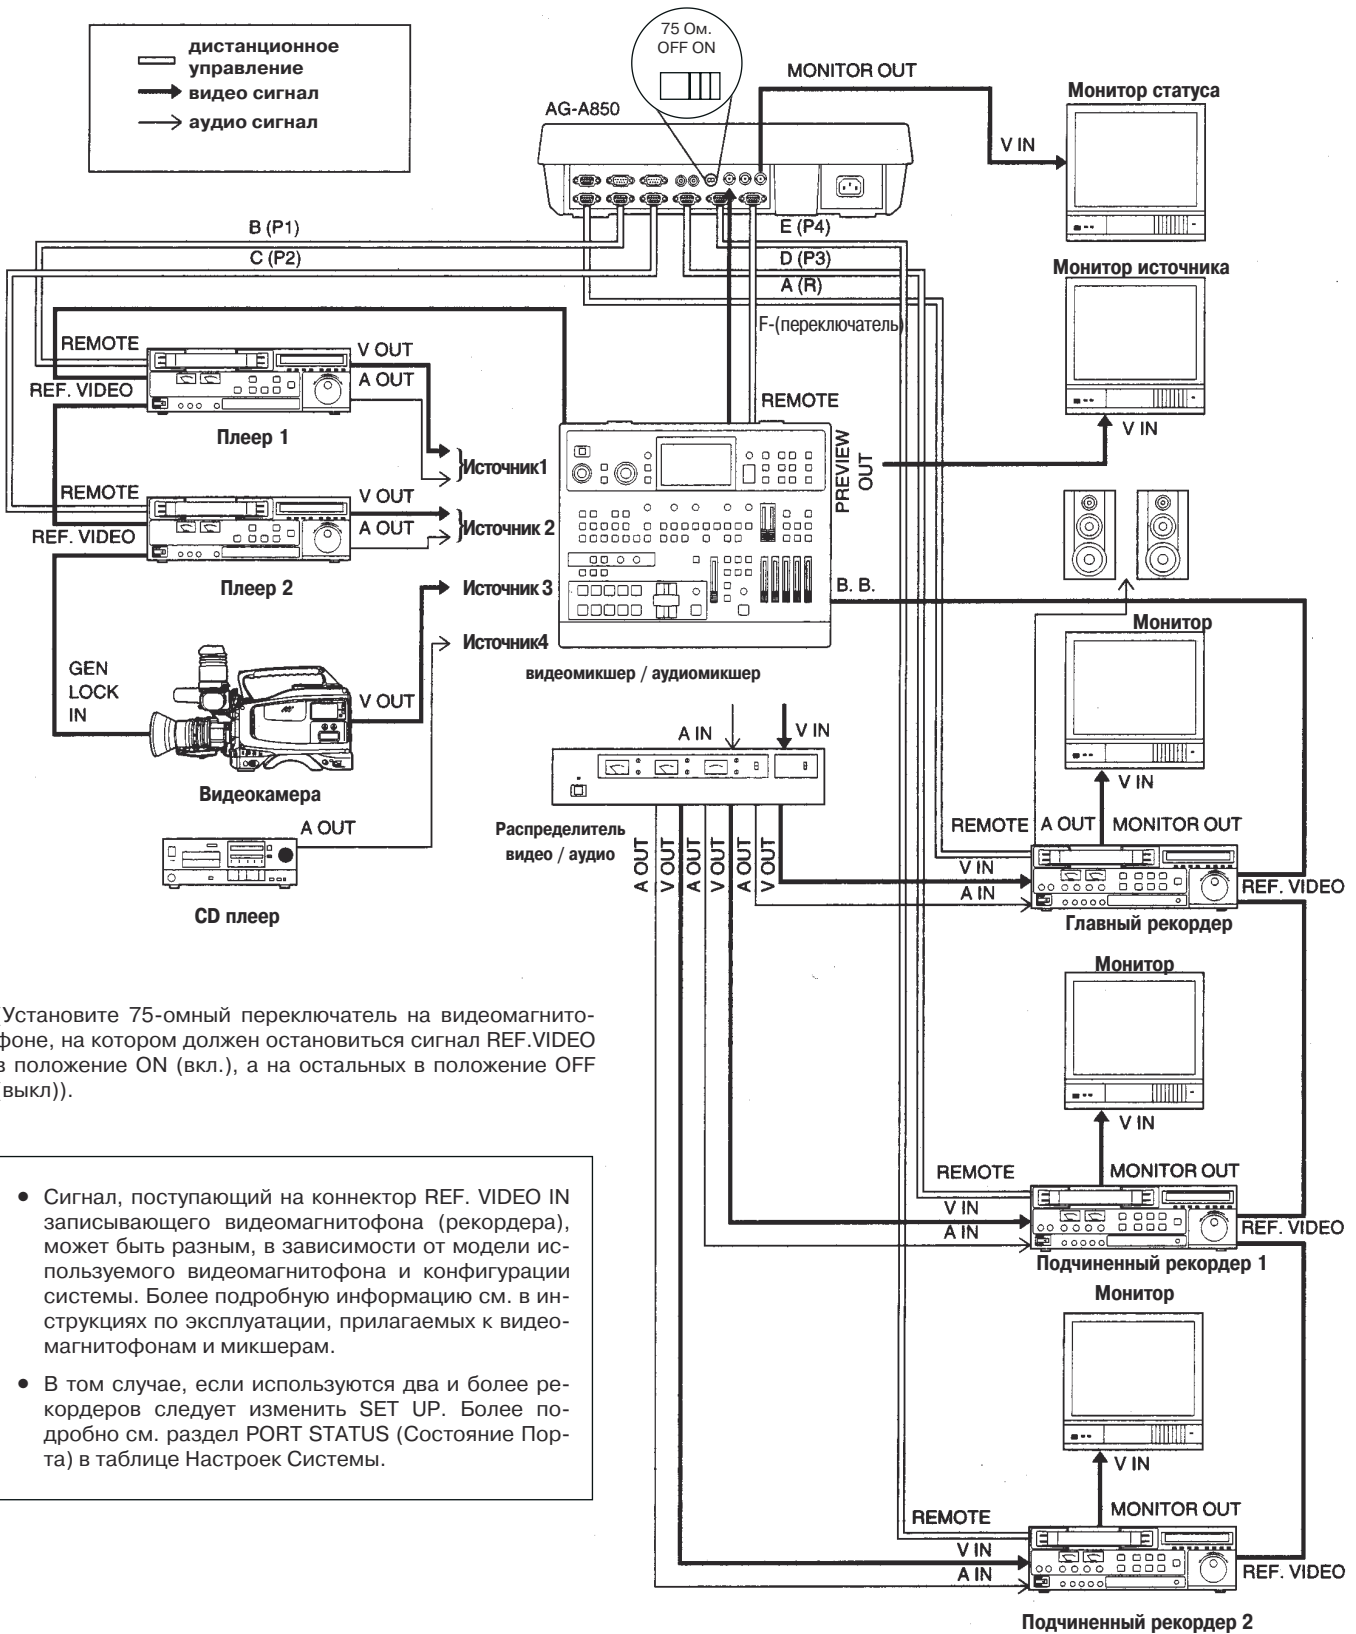 дистанционное
управление
видео сигнал
аудио сигнал
75 Ом.
OFF ON
AG-A850
MONITOR OUT
Монитор статуса
V IN
B (P1)
E (P4)
C (P2)
D (P3)
A (R)
F-(переключатель)
Монитор источника
V IN
REMOTE
V OUT
A OUT
REF. VIDEO
Плеер 1
Источник1
REMOTE
PREVIEW
OUT
REMOTE
V OUT
A OUT
REF. VIDEO
Плеер 2
Источник 2
Источник 3
Источник4
B. B.
видеомикшер / аудиомикшер
GEN
LOCK
IN
V OUT
Видеокамера
A OUT
CD плеер
A IN
V IN
Распределитель
видео / аудио
A OUT
V OUT
A OUT
V OUT
A OUT
V OUT
Монитор
V IN
REMOTE
A OUT
MONITOR OUT
V IN
A IN
REF. VIDEO
Главный рекордер
Монитор
V IN
REMOTE
MONITOR OUT
V IN
A IN
REF. VIDEO
Подчиненный рекордер 1
Монитор
V IN
REMOTE
MONITOR OUT
V IN
A IN
REF. VIDEO
Подчиненный рекордер 2
(Установите 75-омный переключатель на видеомагнито-
фоне, на котором должен остановиться сигнал REF.VIDEO
в положение ON (вкл.), а на остальных в положение OFF
(выкл)).
• Сигнал, поступающий на коннектор REF. VIDEO IN
записывающего видеомагнитофона (рекордера),
может быть разным, в зависимости от модели ис-
пользуемого видеомагнитофона и конфигурации
системы. Более подробную информацию см. в ин-
струкциях по эксплуатации, прилагаемых к видео-
магнитофонам и микшерам.
• В том случае, если используются два и более ре-
кордеров следует изменить SET UP. Более по-
дробно см. раздел PORT STATUS (Состояние Пор-
та) в таблице Настроек Системы.